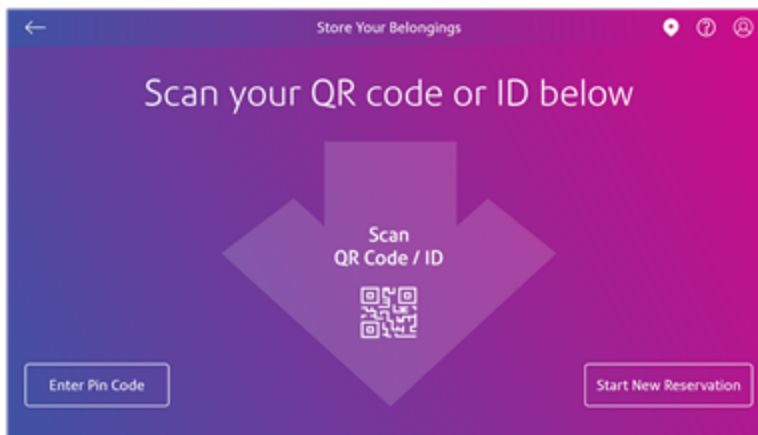 Store Your Belongings
Scan your QR code or ID below
Scan
QR Code / ID
Enter Pin Code
Start New Reservation